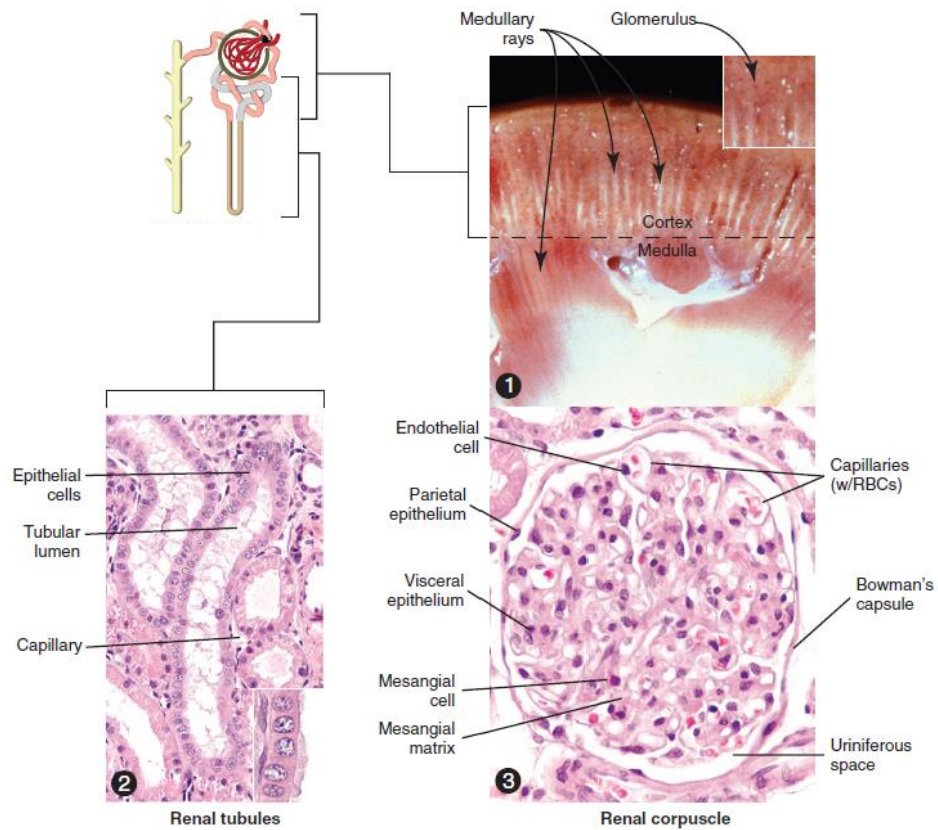 Medullary
rays
Glomerulus
Cortex
Medulla
1
Epithelial
cells
Tubular
lumen
Capillary
2
Renal tubules
Endothelial
cell
Parietal
epithelium
Visceral
epithelium
Mesangial
cell
Mesangial
matrix
Capillaries
(w/RBCs)
Bowman's
capsule
Uriniferous
space
3
Renal corpuscle